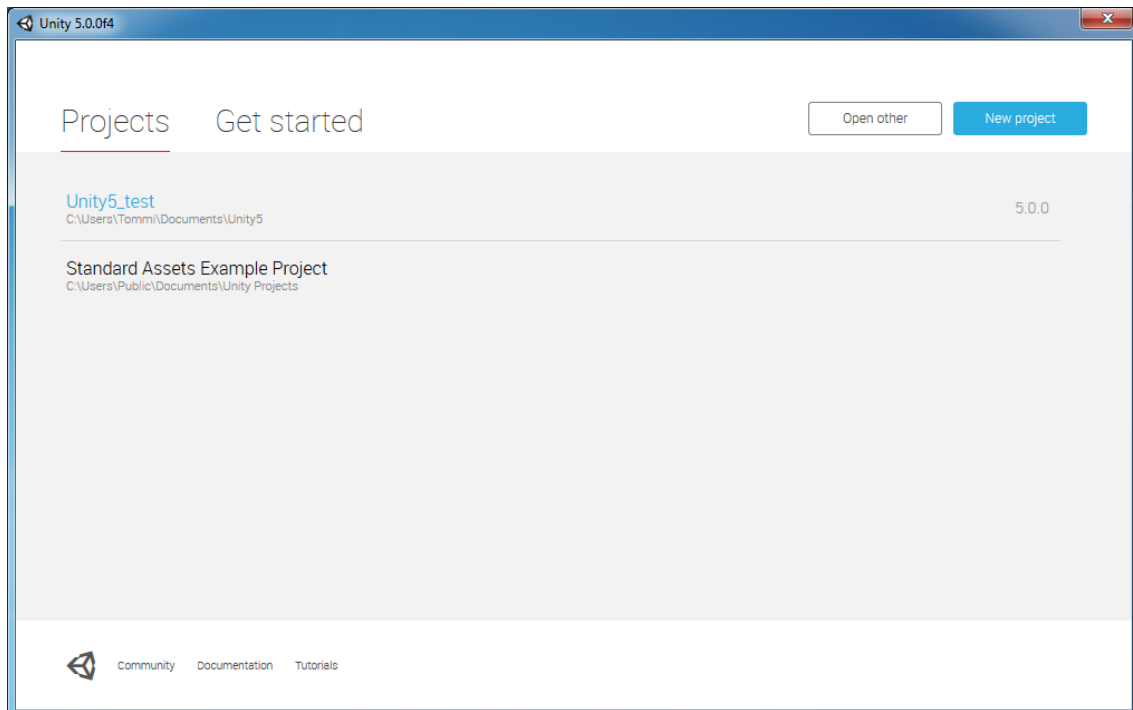 Unity 5.0.0f4
Projects Get started Open other New project
Unity5_test
C:\Users\Tommi\Documents\Unity5
5.0.0
Standard Assets Example Project
C:\Users\Public\Documents\Unity Projects
Community Documentation Tutorials